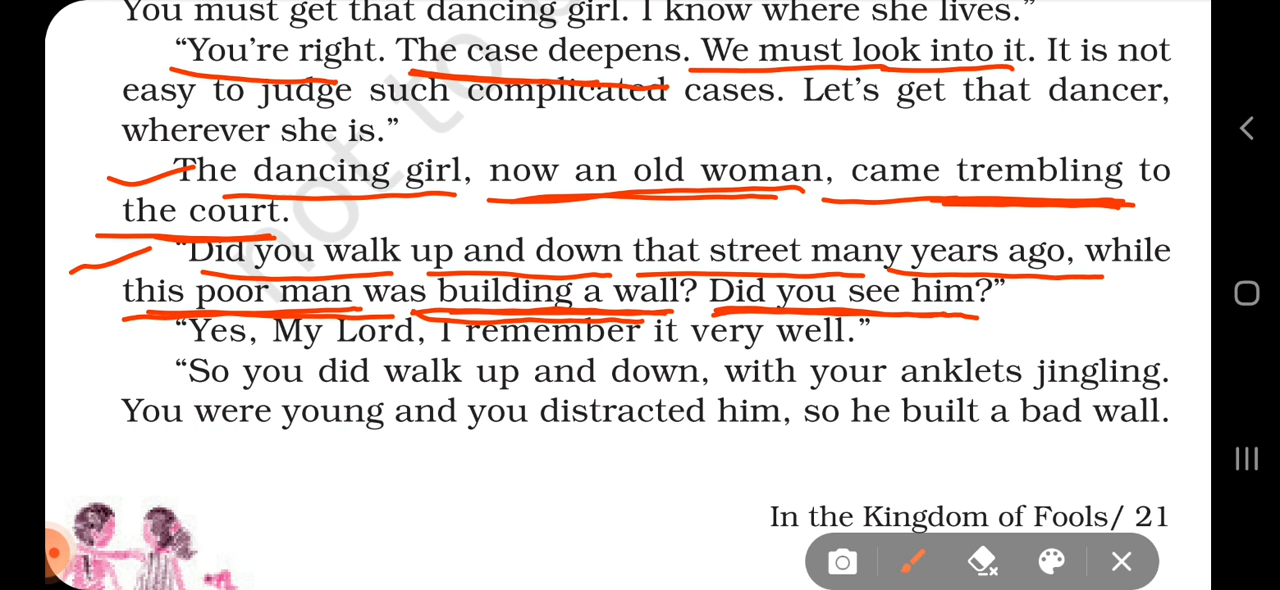 You must get that dancing girl. I know where she lives.”
“You’re right. The case deepens. We must look into it. It is not
easy to judge such complicated cases. Let’s get that dancer,
wherever she is.”
The dancing girl, now an old woman, came trembling to
the court.
“Did you walk up and down that street many years ago, while
this poor man was building a wall? Did you see him?”
“Yes, My Lord, I remember it very well.”
“So you did walk up and down, with your anklets jingling.
You were young and you distracted him, so he built a bad wall.
In the Kingdom of Fools/ 21
not to